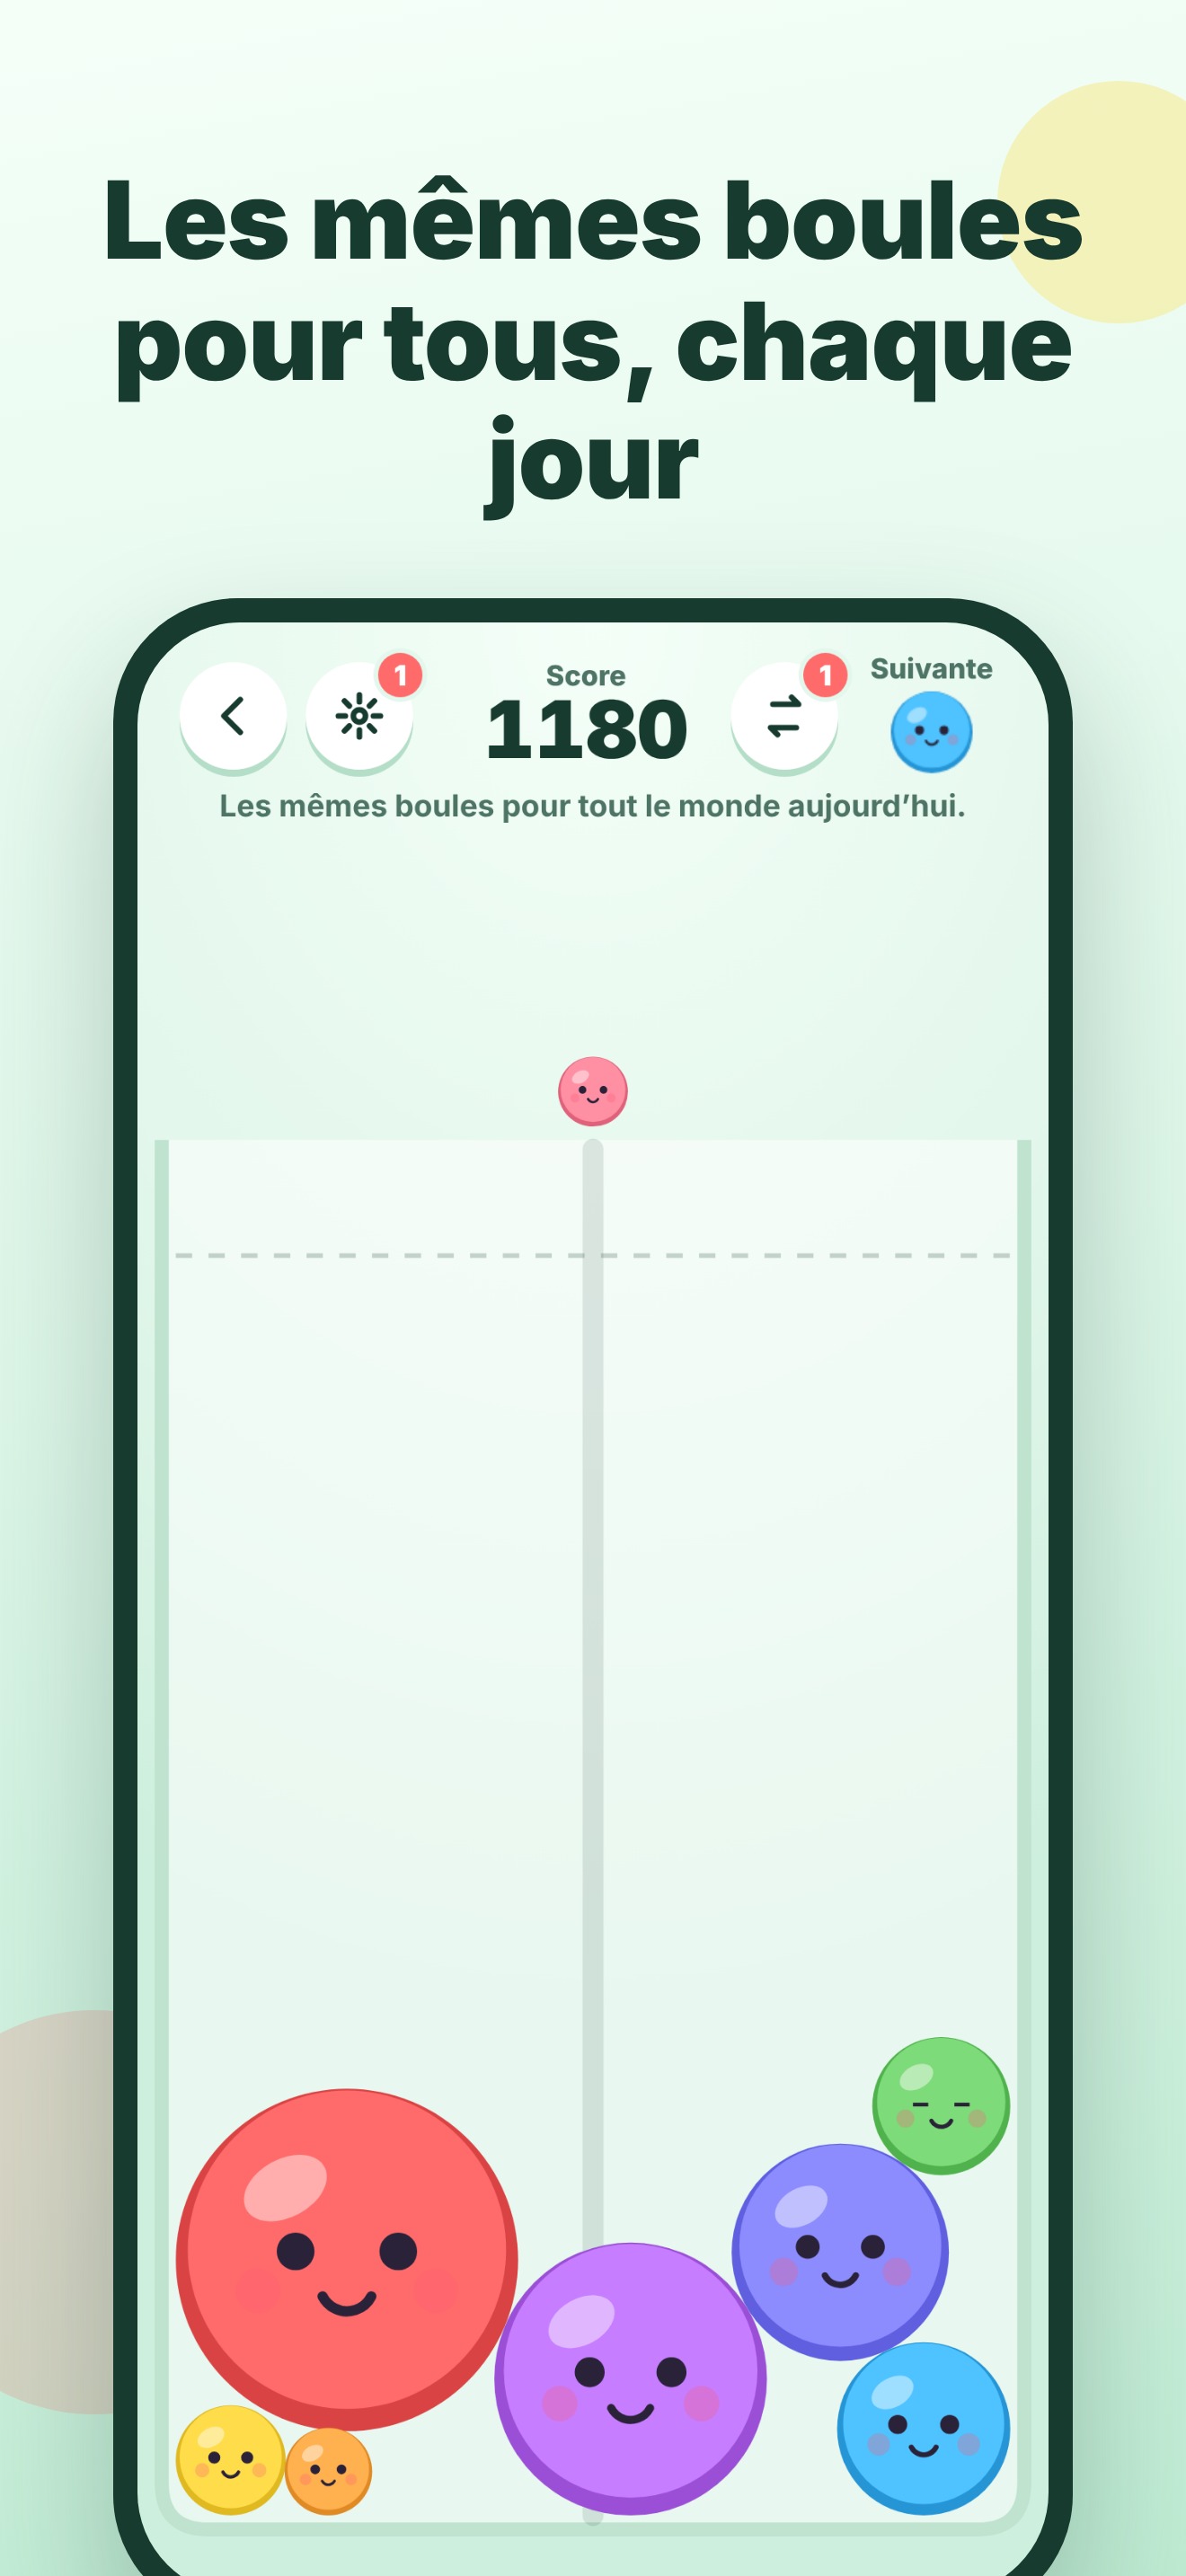 Les mêmes boules
pour tous, chaque
jour
1
Score
1180
1
Suivante
Les mêmes boules pour tout le monde aujourd’hui.